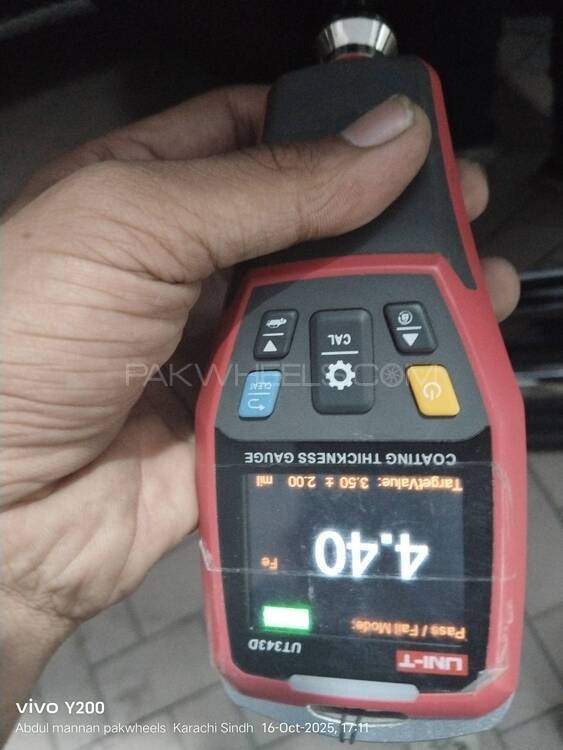 UNI-T
UT343D
Pass / Fail Mode:
4.40
Fe
TargetValue: 3.50 ± 2.00 mil
COATING THICKNESS GAUGE
CLEAR
CAL
PAKWHEELS.COM
vivo Y200
Abdul mannan pakwheels Karachi Sindh 16-Oct-2025, 17:11